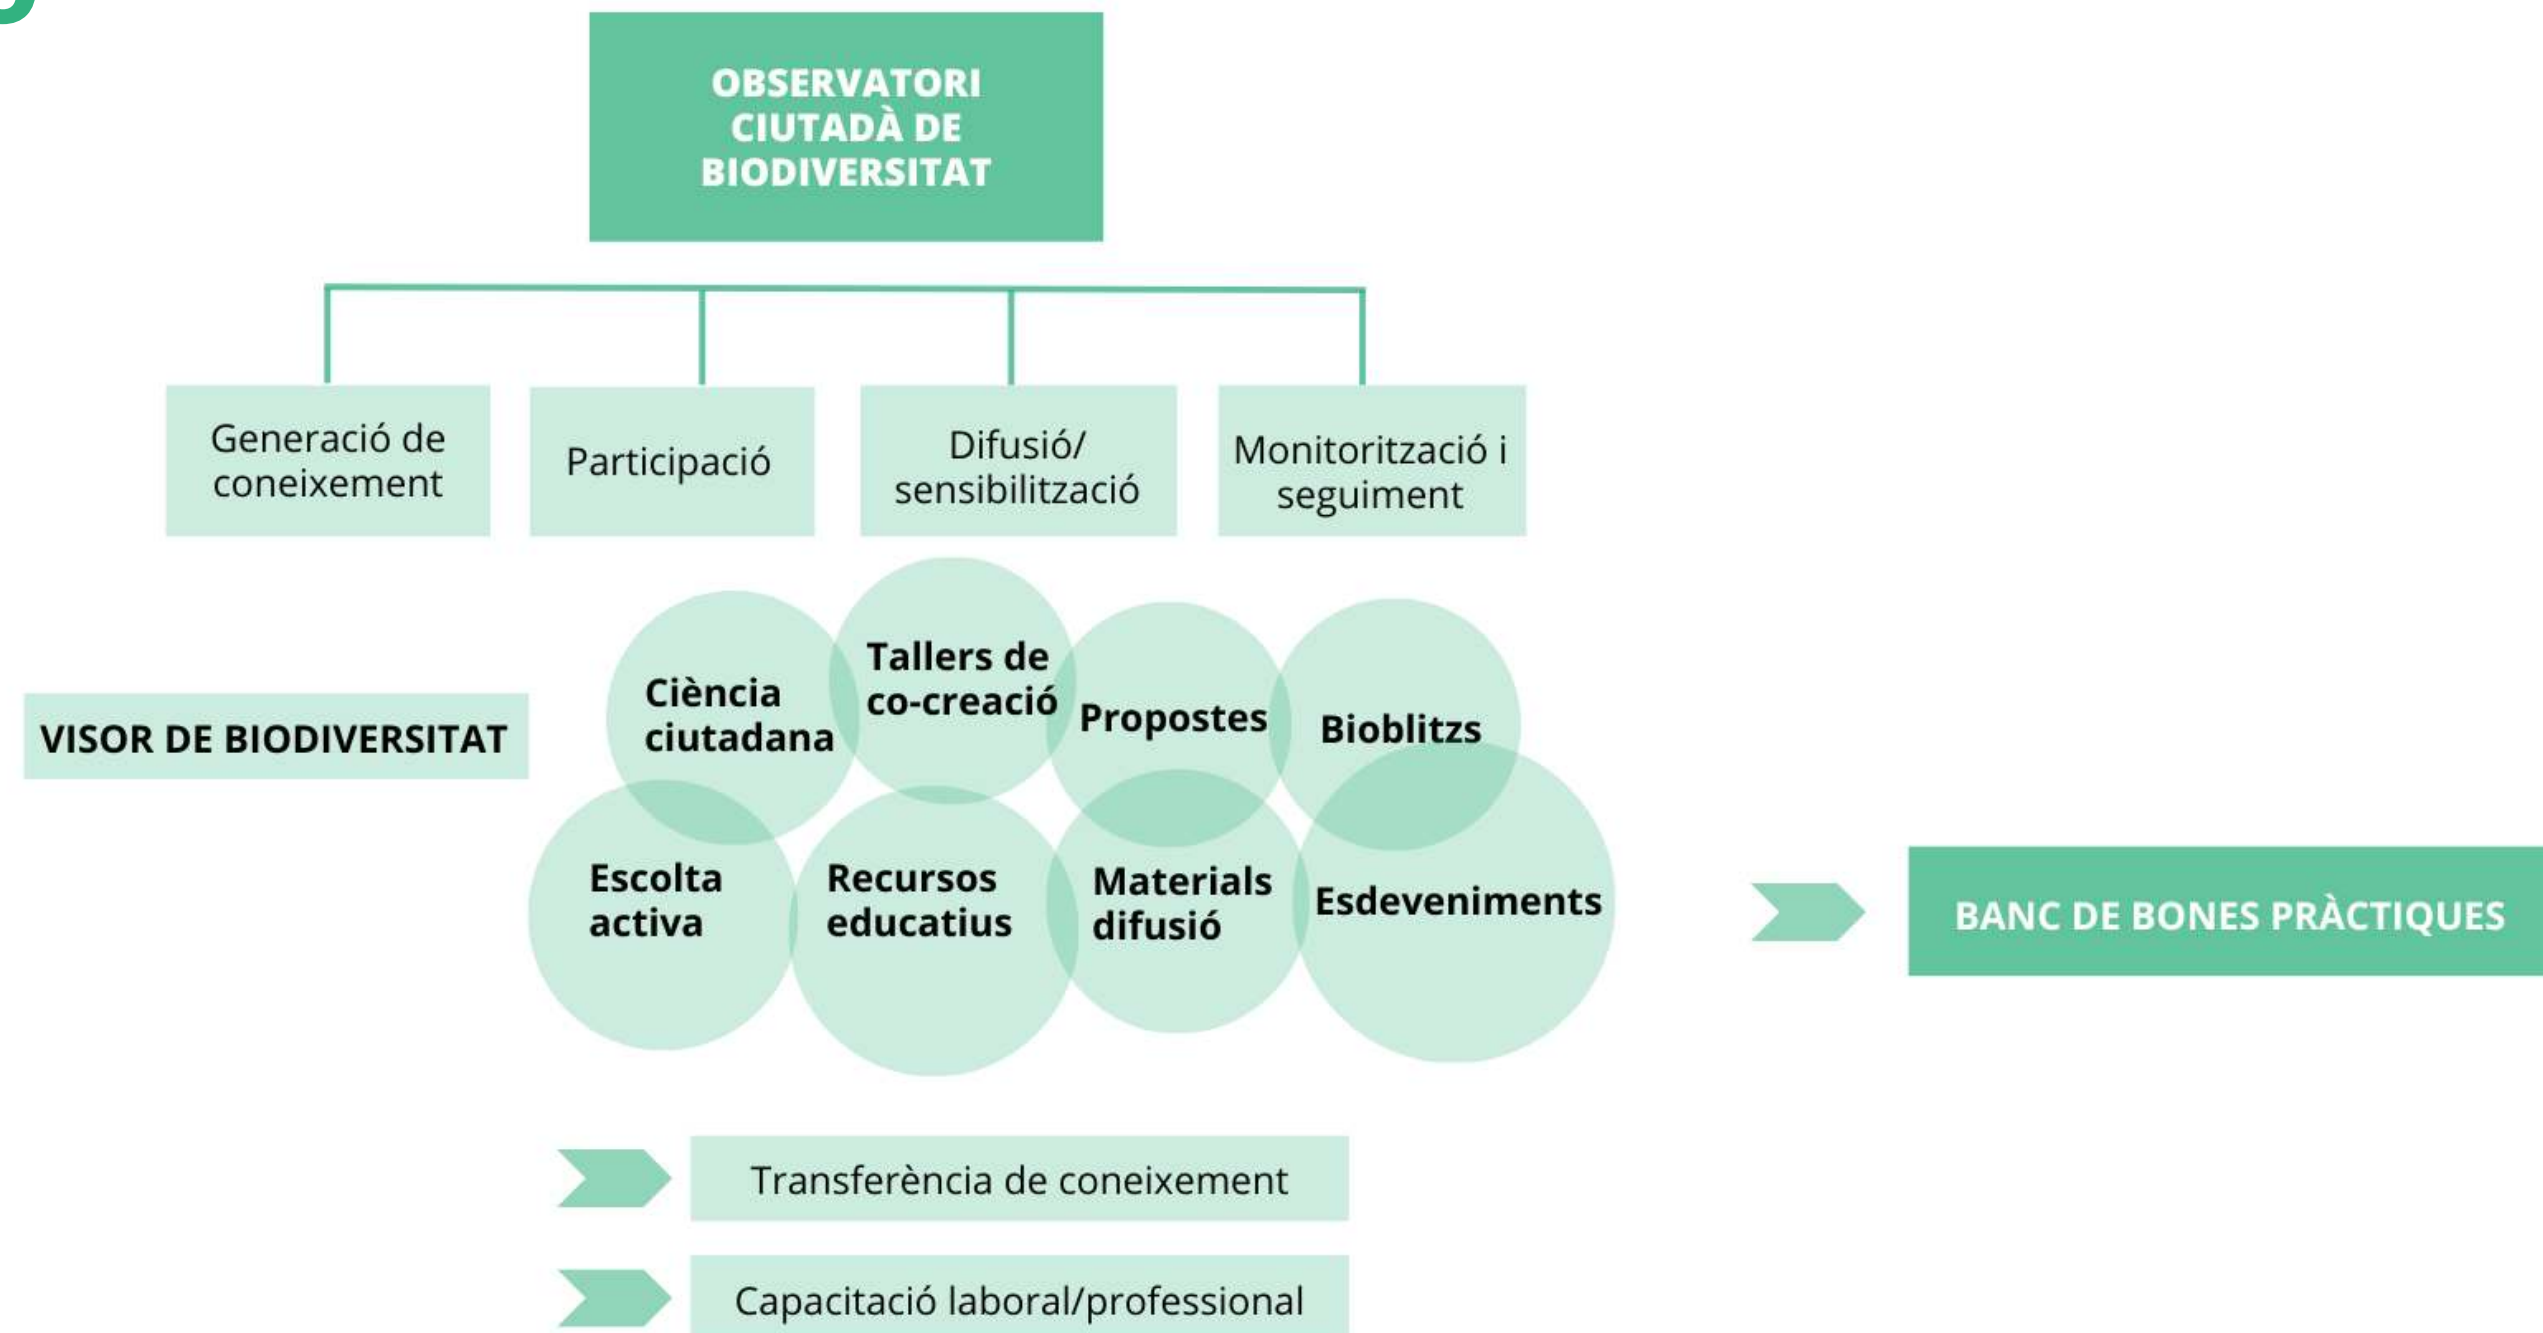 OBSERVATORI
CIUTADÀ DE
BIODIVERSITAT
Generació de
coneixement
Participació
Difusió/
sensibilització
Monitorització i
seguiment
VISOR DE BIODIVERSITAT
Ciència
ciutadana
Tallers de
co-creació
Propostes
Bioblitzs
Escolta
activa
Recursos
educatius
Materials
difusió
Esdeveniments
BANC DE BONES PRÀCTIQUES
Transferència de coneixement
Capacitació laboral/professional